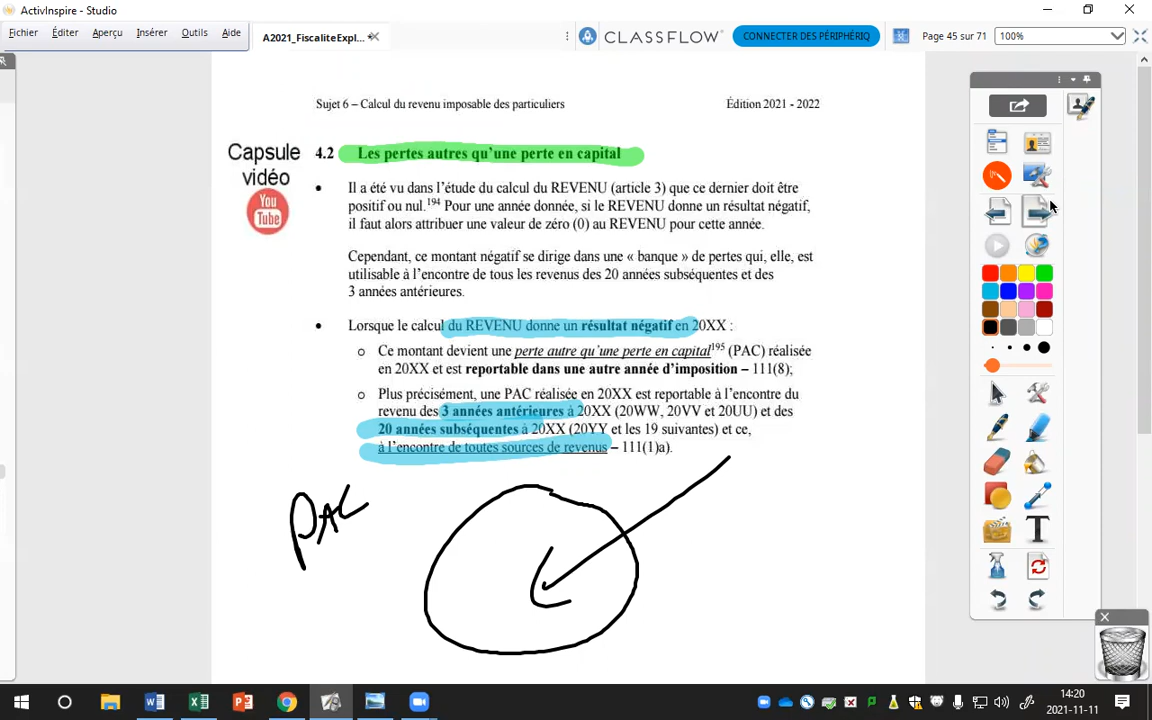 ActivInspire - Studio
Fichier Éditer Aperçu Insérer Outils Aide
A2021_FiscaliteExpl...
CLASSFLOW
CONNECTER DES PÉRIPHÉRIQ
Page 45 sur 71
100%
Sujet 6 – Calcul du revenu imposable des particuliers
Édition 2021 - 2022
Capsule
vidéo
You
Tube
4.2 Les pertes autres qu'une perte en capital
• Il a été vu dans l'étude du calcul du REVENU (article 3) que ce dernier doit être
positif ou nul.194 Pour une année donnée, si le REVENU donne un résultat négatif,
il faut alors attribuer une valeur de zéro (0) au REVENU pour cette année.
Cependant, ce montant négatif se dirige dans une « banque » de pertes qui, elle, est
utilisable à l'encontre de tous les revenus des 20 années subséquentes et des
3 années antérieures.
• Lorsque le calcul du REVENU donne un résultat négatif en 20XX :
o Ce montant devient une perte autre qu'une perte en capital195 (PAC) réalisée
en 20XX et est reportable dans une autre année d'imposition – 111(8);
o Plus précisément, une PAC réalisée en 20XX est reportable à l'encontre du
revenu des 3 années antérieures à 20XX (20WW, 20VV et 20UU) et des
20 années subséquentes à 20XX (20YY et les 19 suivantes) et ce,
à l'encontre de toutes sources de revenus – 111(1)a).
PAC
14:20
2021-11-11